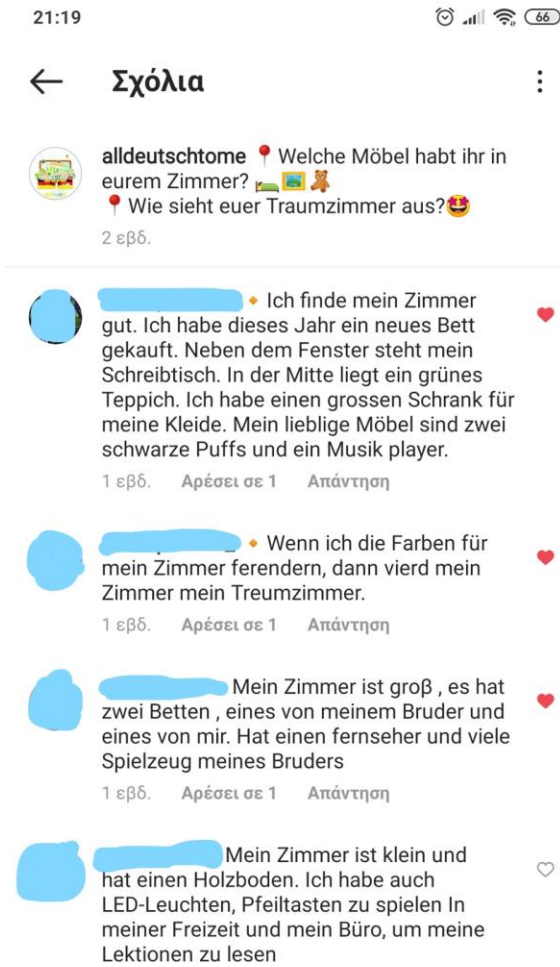 21:19
66
Σχόλια
alldeutschtome 📍 Welche Möbel habt ihr in
eurem Zimmer? 🛏️🖼️🧸
📍 Wie sieht euer Traumzimmer aus?🤩
2 εβδ.
🔸 Ich finde mein Zimmer
gut. Ich habe dieses Jahr ein neues Bett
gekauft. Neben dem Fenster steht mein
Schreibtisch. In der Mitte liegt ein grünes
Teppich. Ich habe einen grossen Schrank für
meine Kleide. Mein lieblige Möbel sind zwei
schwarze Puffs und ein Musik player.
1 εβδ. Αρέσει σε 1 Απάντηση
🔸 Wenn ich die Farben für
mein Zimmer ferendern, dann vierd mein
Zimmer mein Treumzimmer.
1 εβδ. Αρέσει σε 1 Απάντηση
Mein Zimmer ist groβ , es hat
zwei Betten , eines von meinem Bruder und
eines von mir. Hat einen fernseher und viele
Spielzeug meines Bruders
1 εβδ. Αρέσει σε 1 Απάντηση
Mein Zimmer ist klein und
hat einen Holzboden. Ich habe auch
LED-Leuchten, Pfeiltasten zu spielen In
meiner Freizeit und mein Büro, um meine
Lektionen zu lesen